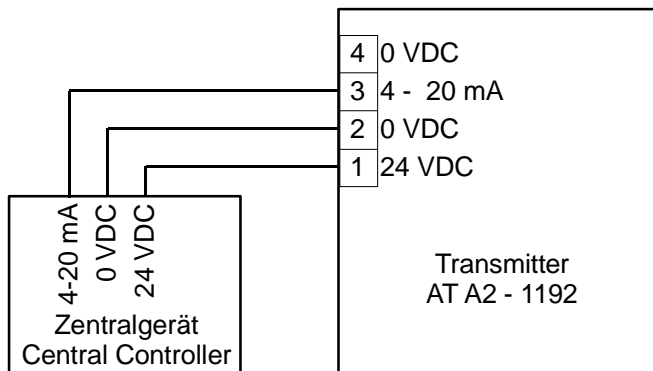 4 0 VDC
3 4 - 20 mA
2 0 VDC
1 24 VDC
4-20 mA
0 VDC
24 VDC
Zentralgerät
Central Controller
Transmitter
AT A2 - 1192